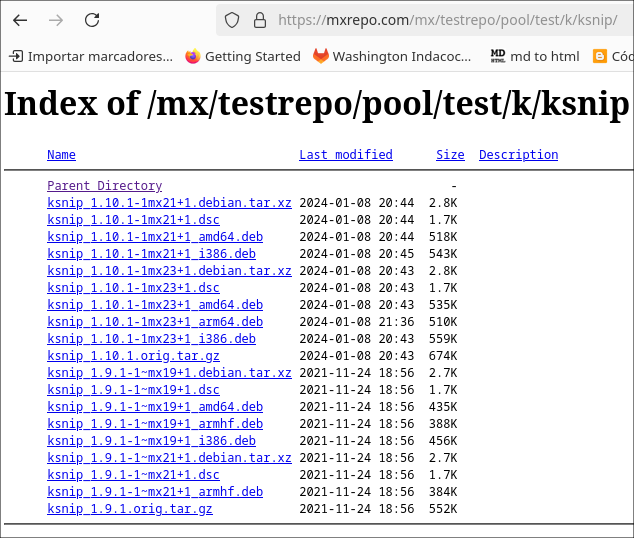 https://mxrepo.com/mx/testrepo/pool/test/k/ksnip/
Importar marcadores... Getting Started Washington Indacoc... MD HTML md to html Cód
Index of /mx/testrepo/pool/test/k/ksnip
Name Last modified Size Description
Parent Directory -
ksnip_1.10.1-1mx21+1.debian.tar.xz 2024-01-08 20:44 2.8K
ksnip_1.10.1-1mx21+1.dsc 2024-01-08 20:44 1.7K
ksnip_1.10.1-1mx21+1_amd64.deb 2024-01-08 20:44 518K
ksnip_1.10.1-1mx21+1_i386.deb 2024-01-08 20:45 543K
ksnip_1.10.1-1mx23+1.debian.tar.xz 2024-01-08 20:43 2.8K
ksnip_1.10.1-1mx23+1.dsc 2024-01-08 20:43 1.7K
ksnip_1.10.1-1mx23+1_amd64.deb 2024-01-08 20:43 535K
ksnip_1.10.1-1mx23+1_arm64.deb 2024-01-08 21:36 510K
ksnip_1.10.1-1mx23+1_i386.deb 2024-01-08 20:43 559K
ksnip_1.10.1.orig.tar.gz 2024-01-08 20:43 674K
ksnip_1.9.1-1~mx19+1.debian.tar.xz 2021-11-24 18:56 2.7K
ksnip_1.9.1-1~mx19+1.dsc 2021-11-24 18:56 1.7K
ksnip_1.9.1-1~mx19+1_amd64.deb 2021-11-24 18:56 435K
ksnip_1.9.1-1~mx19+1_armhf.deb 2021-11-24 18:56 388K
ksnip_1.9.1-1~mx19+1_i386.deb 2021-11-24 18:56 456K
ksnip_1.9.1-1~mx21+1.debian.tar.xz 2021-11-24 18:56 2.7K
ksnip_1.9.1-1~mx21+1.dsc 2021-11-24 18:56 1.7K
ksnip_1.9.1-1~mx21+1_armhf.deb 2021-11-24 18:56 384K
ksnip_1.9.1.orig.tar.gz 2021-11-24 18:56 552K